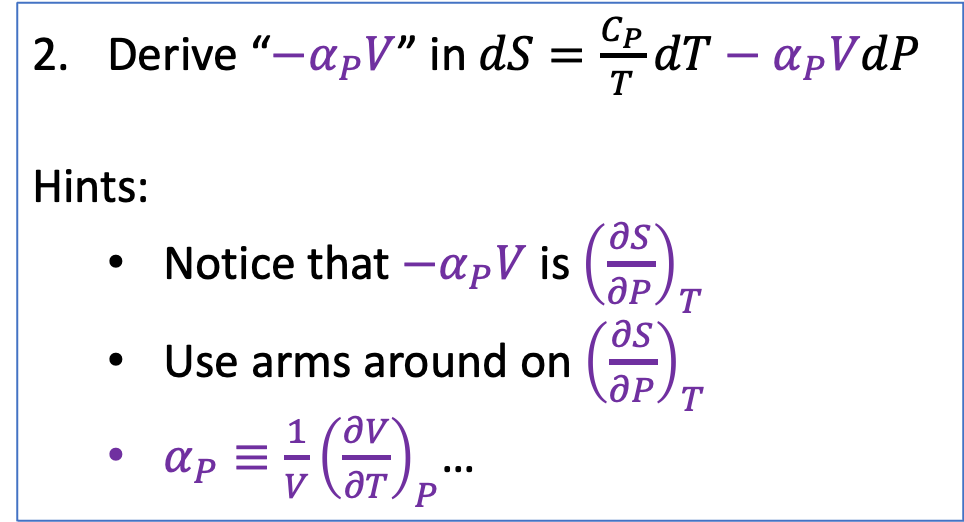 2. Derive “−α_P V” in dS = C_P/T dT − α_P V dP
Hints:
• Notice that −α_P V is (∂S/∂P)_T
• Use arms around on (∂S/∂P)_T
• α_P ≡ 1/V (∂V/∂T)_P ...